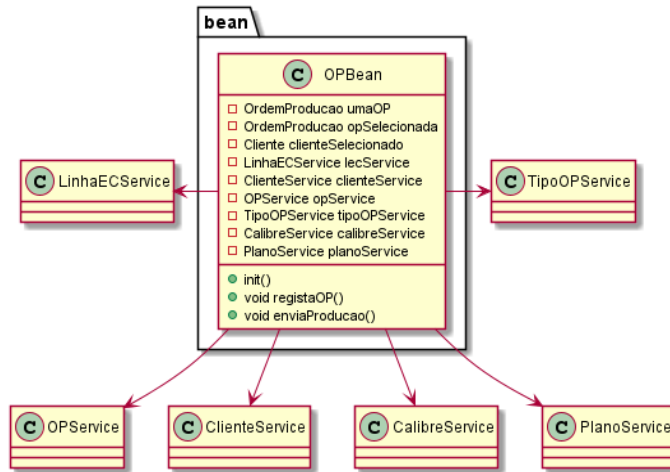 bean
C OPBean
OrdemProducao umaOP
OrdemProducao opSelecionada
Cliente clienteSelecionado
LinhaECService lecService
ClienteService clienteService
OPService opService
TipoOPService tipoOPService
CalibreService calibreService
PlanoService planoService
init()
void registaOP()
void enviaProducao()
C LinhaECService
C TipoOPService
C OPService
C ClienteService
C CalibreService
C PlanoService